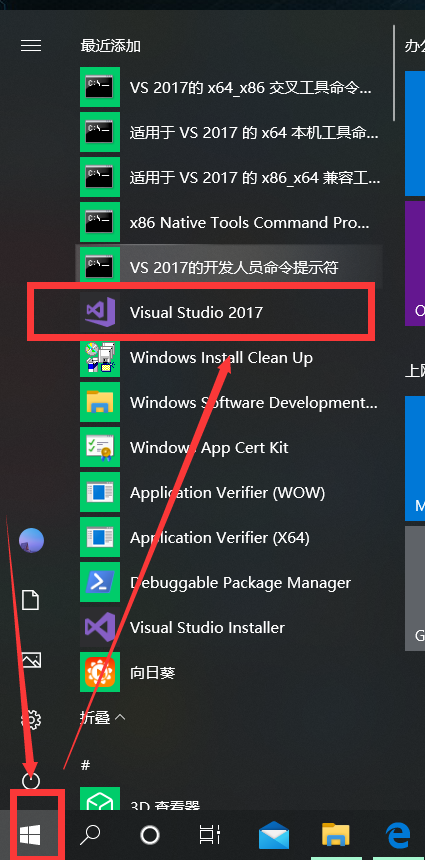 最近添加
办公
VS 2017的 x64_x86 交叉工具命令...
适用于 VS 2017 的 x64 本机工具命...
适用于 VS 2017 的 x86_x64 兼容工...
x86 Native Tools Command Pro...
VS 2017的开发人员命令提示符
Visual Studio 2017
O
Windows Install Clean Up
上网
Windows Software Development...
Windows App Cert Kit
Application Verifier (WOW)
M
Application Verifier (X64)
Debuggable Package Manager
Visual Studio Installer
G
向日葵
折叠
#
3D 查看器